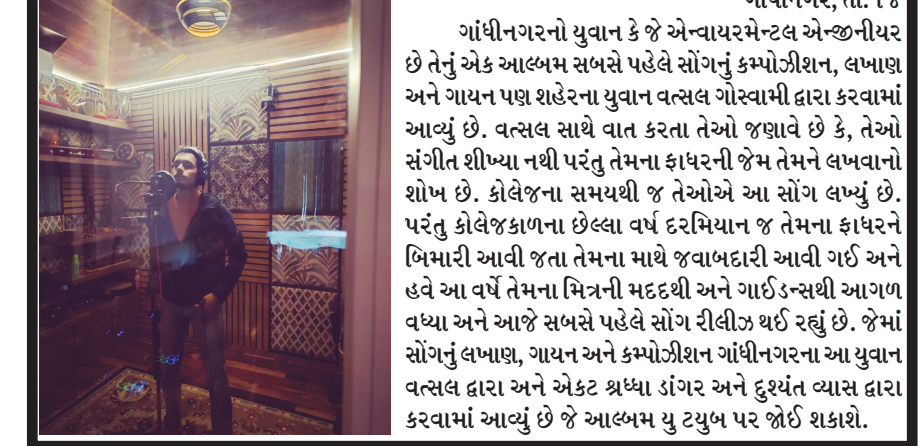 ગાંધીનગર, તા. ૧૪
ગાંધીનગરનો યુવાન કે જે એન્વાયરમેન્ટલ એન્જીનીયર
છે તેનું એક આલ્બમ સબસે પહેલે સોંગનું કમ્પોઝીશન, લખાણ
અને ગાયન પણ શહેરના યુવાન વત્સલ ગોસ્વામી દ્વારા કરવામાં
આવ્યું છે. વત્સલ સાથે વાત કરતા તેઓ જણાવે છે કે, તેઓ
સંગીત શીખ્યા નથી પરંતુ તેમના ફાધરની જેમ તેમને લખવાનો
શોખ છે. કોલેજના સમયથી જ તેઓએ આ સોંગ લખ્યું છે.
પરંતુ કોલેજકાળના છેલ્લા વર્ષ દરમિયાન જ તેમના ફાધરને
બિમારી આવી જતા તેમના માથે જવાબદારી આવી ગઈ અને
હવે આ વર્ષે તેમના મિત્રની મદદથી અને ગાઈડન્સથી આગળ
વધ્યા અને આજે સબસે પહેલે સોંગ રીલીઝ થઈ રહ્યું છે. જેમાં
સોંગનું લખાણ, ગાયન અને કમ્પોઝીશન ગાંધીનગરના આ યુવાન
વત્સલ દ્વારા અને એકટ શ્રધ્ધા ડાંગર અને દુશ્યંત વ્યાસ દ્વારા
કરવામાં આવ્યું છે જે આલ્બમ યુ ટયુબ પર જોઈ શકાશે.